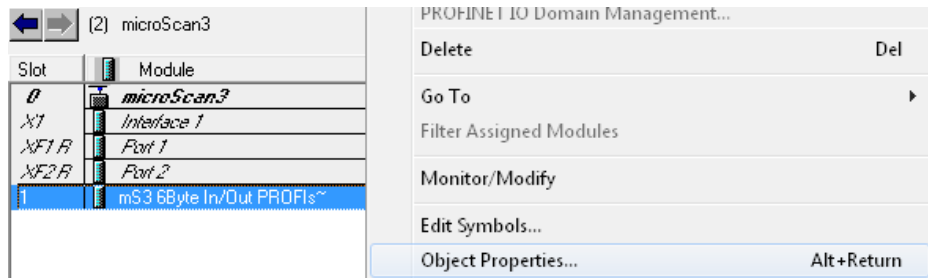 (2) microScan3
Slot Module
0 microScan3
X1 Interface 1
XF1 R Port 1
XF2 R Port 2
1 mS3 6Byte In/Out PROFIs~
PROFINET IO Domain Management...
Delete Del
Go To
Filter Assigned Modules
Monitor/Modify
Edit Symbols...
Object Properties... Alt+Return